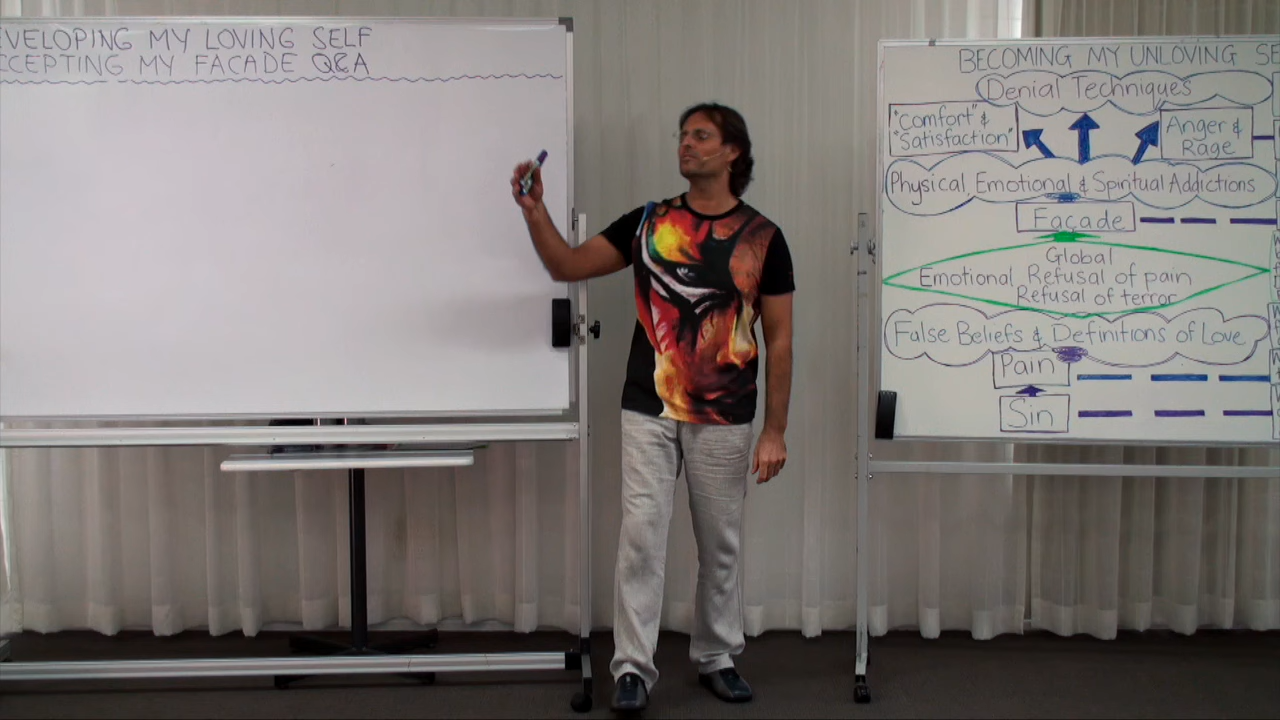 EVELOPING MY LOVING SELF
CCEPTING MY FACADE Q&A
BECOMING MY UNLOVING SE
Denial Techniques
"Comfort" &
"Satisfaction"
Anger &
Rage
Physical, Emotional & Spiritual Addictions
Façade
Global
Emotional Refusal of pain
Refusal of terror
False Beliefs & Definitions of Love
Pain
Sin